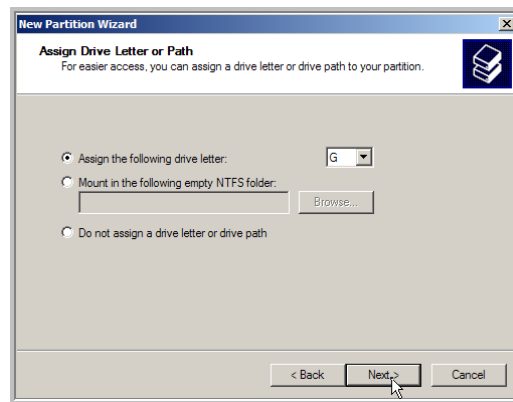 New Partition Wizard
Assign Drive Letter or Path
For easier access, you can assign a drive letter or drive path to your partition.
Assign the following drive letter:
G
Mount in the following empty NTFS folder:
Browse...
Do not assign a drive letter or drive path
< Back
Next >
Cancel